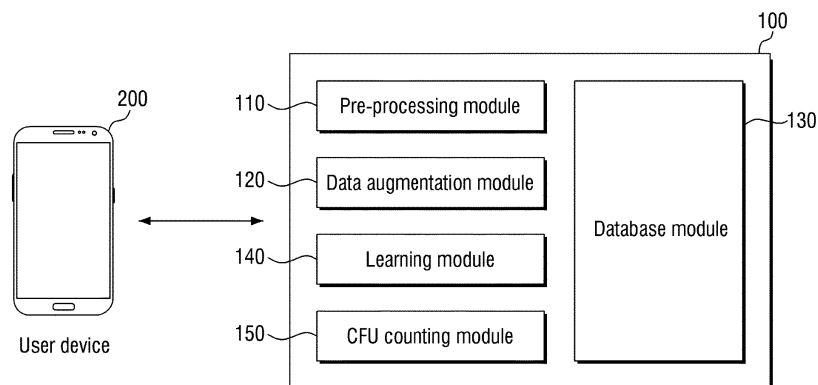 100
200
110
Pre-processing module
130
120
Data augmentation module
Database module
140
Learning module
150
CFU counting module
User device